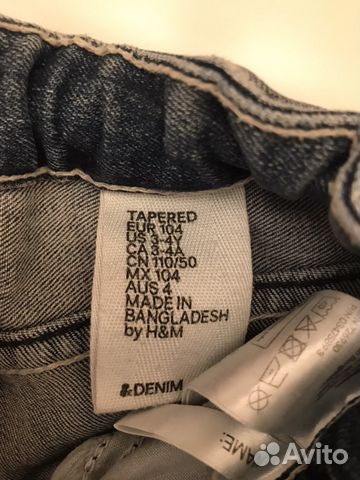 TAPERED
EUR 104
US 3-4Y
CA 3-4A
CN 110/50
MX 104
AUS 4
MADE IN
BANGLADESH
by H&M
&DENIM
NAME:
Avito